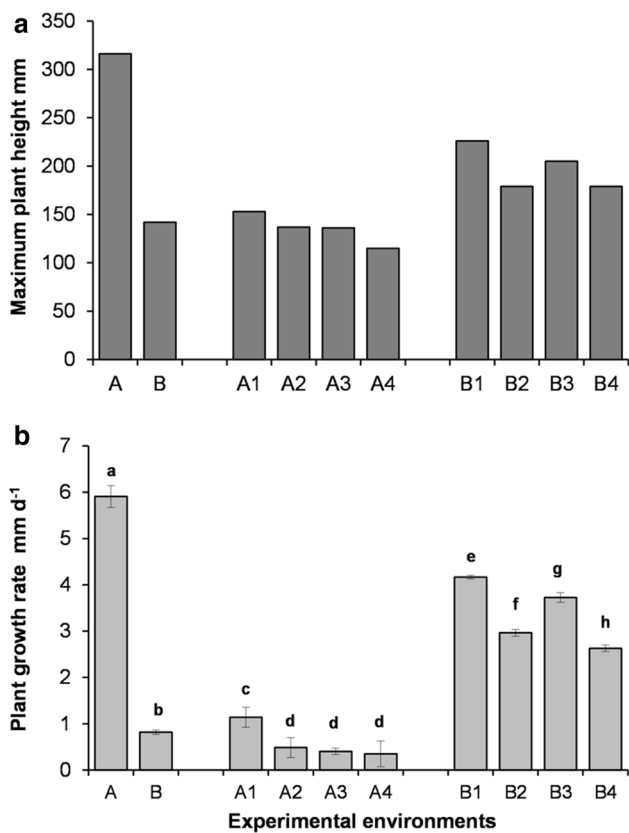 a
Maximum plant height mm
350
300
250
200
150
100
50
0
A B A1 A2 A3 A4 B1 B2 B3 B4
b
Plant growth rate mm d-1
7
6
5
4
3
2
1
0
a b c d d d e f g h
A B A1 A2 A3 A4 B1 B2 B3 B4
Experimental environments